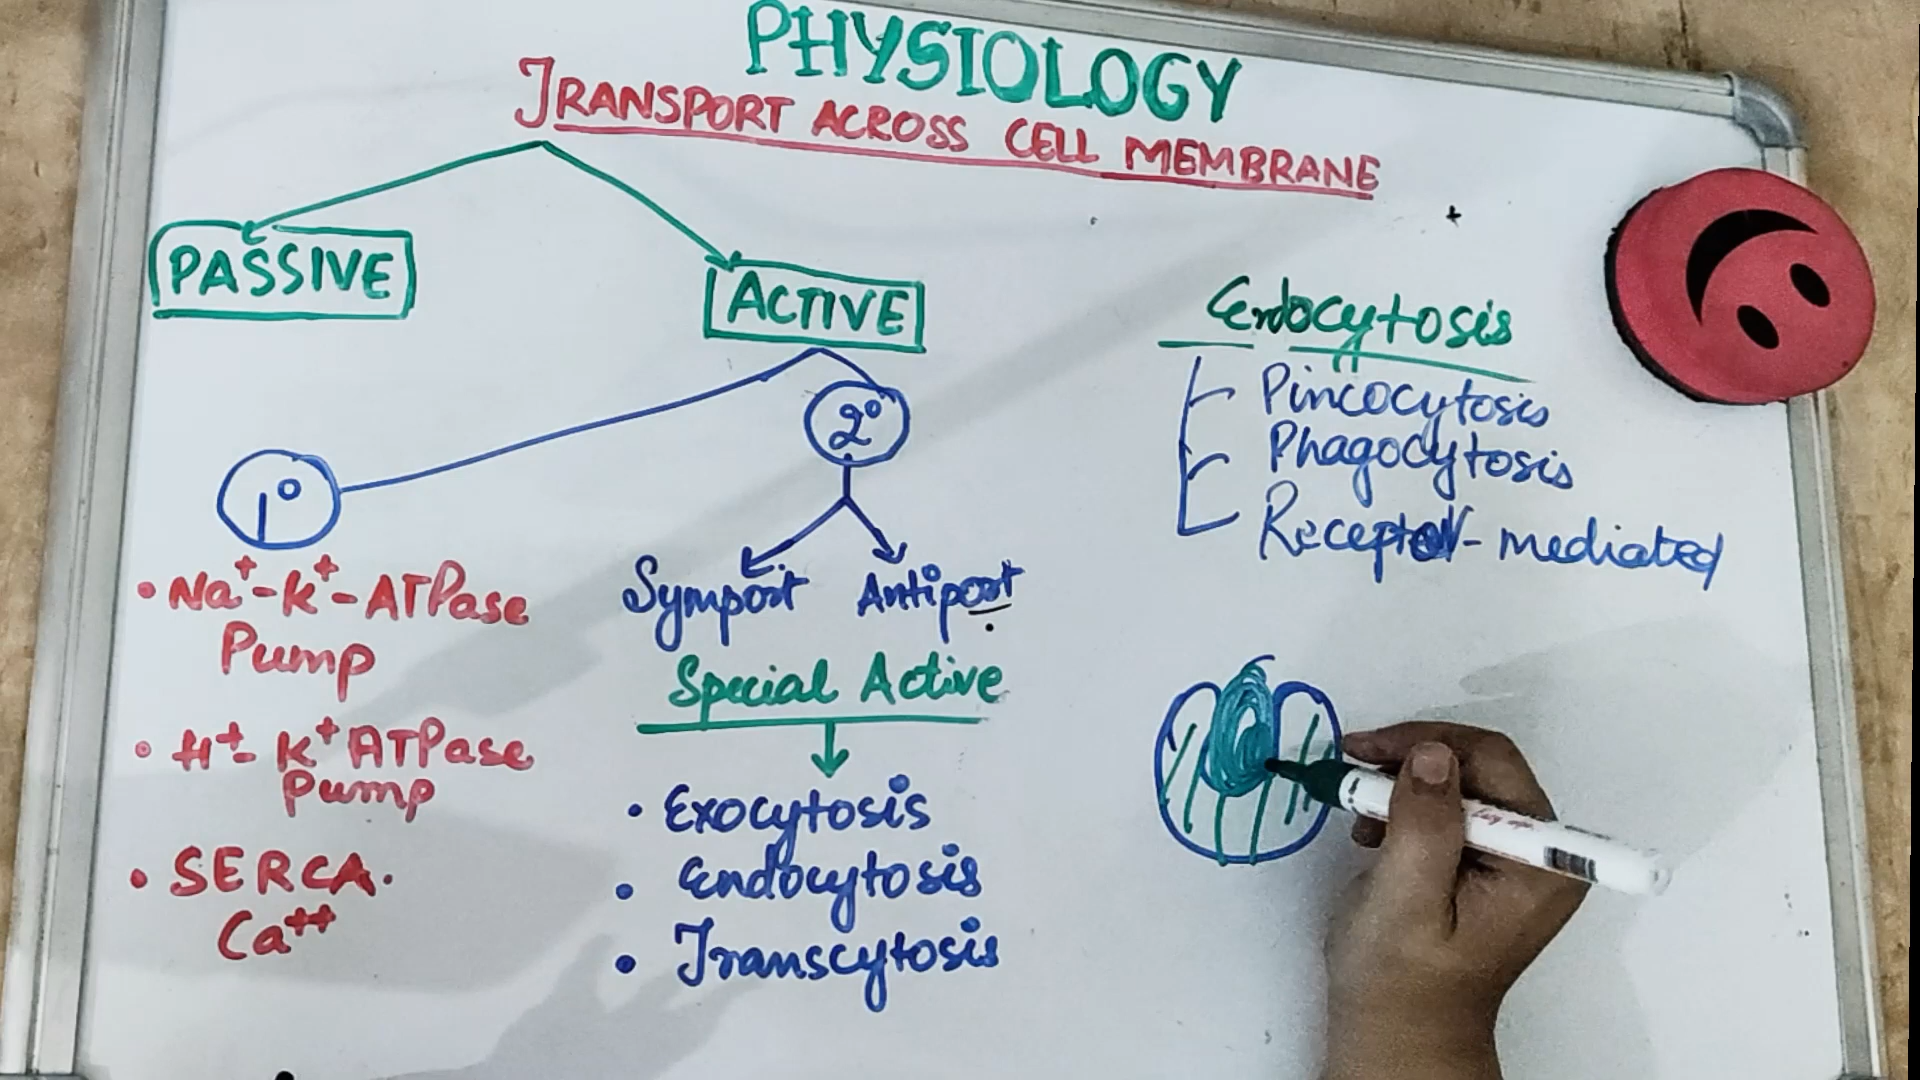 PHYSIOLOGY
TRANSPORT ACROSS CELL MEMBRANE
PASSIVE
ACTIVE
1°
2°
• Na⁺-K⁺-ATPase
Pump
• H⁺- K⁺ ATPase
Pump
• SERCA.
Ca⁺⁺
Symport
Antiport
Special Active
• Exocytosis
• Endocytosis
• Transcytosis
Endocytosis
Pinocytosis
Phagocytosis
Receptor-mediated